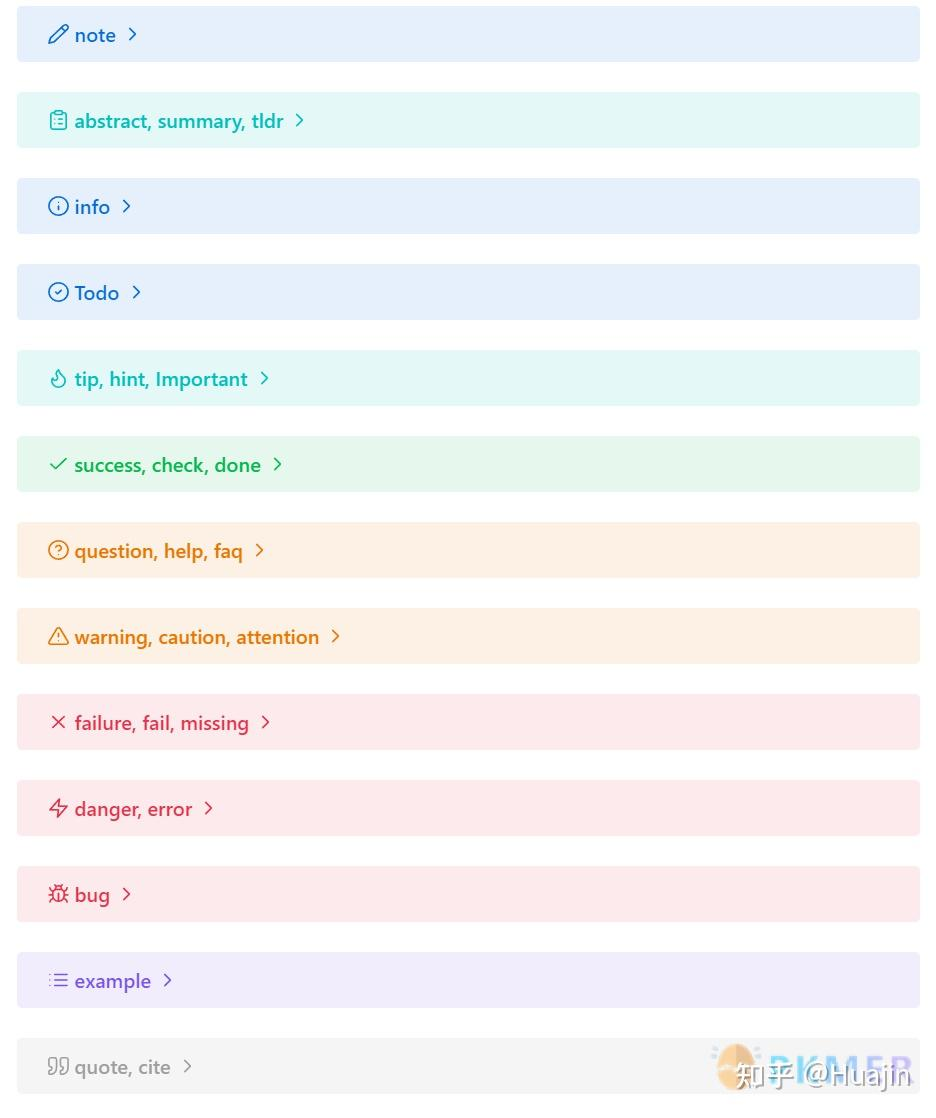 note
abstract, summary, tldr
info
Todo
tip, hint, Important
success, check, done
question, help, faq
warning, caution, attention
failure, fail, missing
danger, error
bug
example
quote, cite
PKMER
知乎 @Huajin